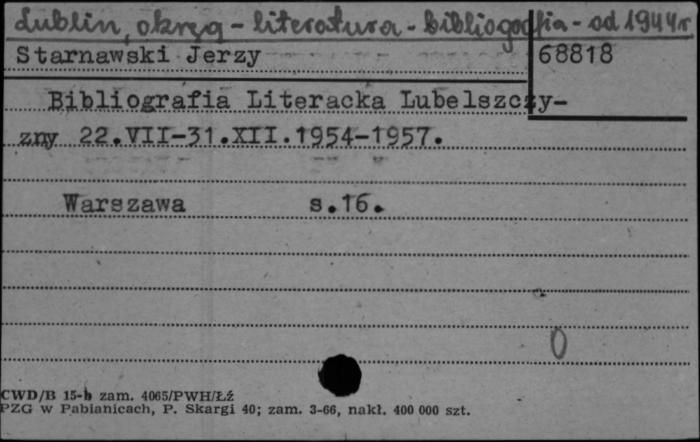 Lublin, okręg - literatura - bibliografia - od 1944 r
Starnawski Jerzy 68818
Bibliografia Literacka Lubelszczy-
zny 22.VII-31.XII.1954-1957.
Warszawa s.16.
0
CWD/B 15-b zam. 4065/PWH/Łź
PZG w Pabianicach, P. Skargi 40; zam. 3-66, nakł. 400 000 szt.